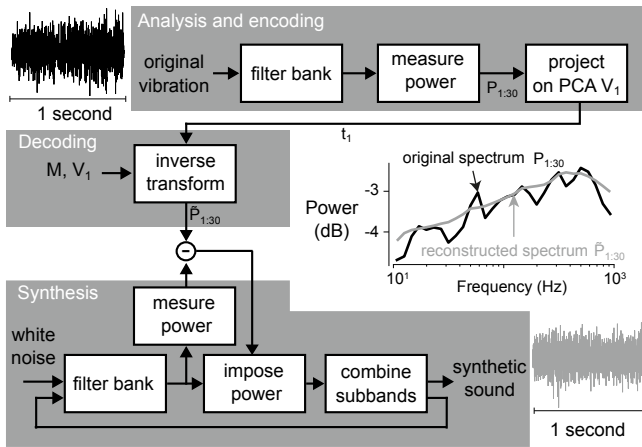 Analysis and encoding
original
vibration
filter bank
measure
power
P1:30
project
on PCA V1
1 second
t1
Decoding
M, V1
inverse
transform
P̃1:30
original spectrum P1:30
Power
(dB)
-3
-4
reconstructed spectrum P̃1:30
10¹
10³
Frequency (Hz)
Synthesis
mesure
power
white
noise
filter bank
impose
power
combine
subbands
synthetic
sound
1 second